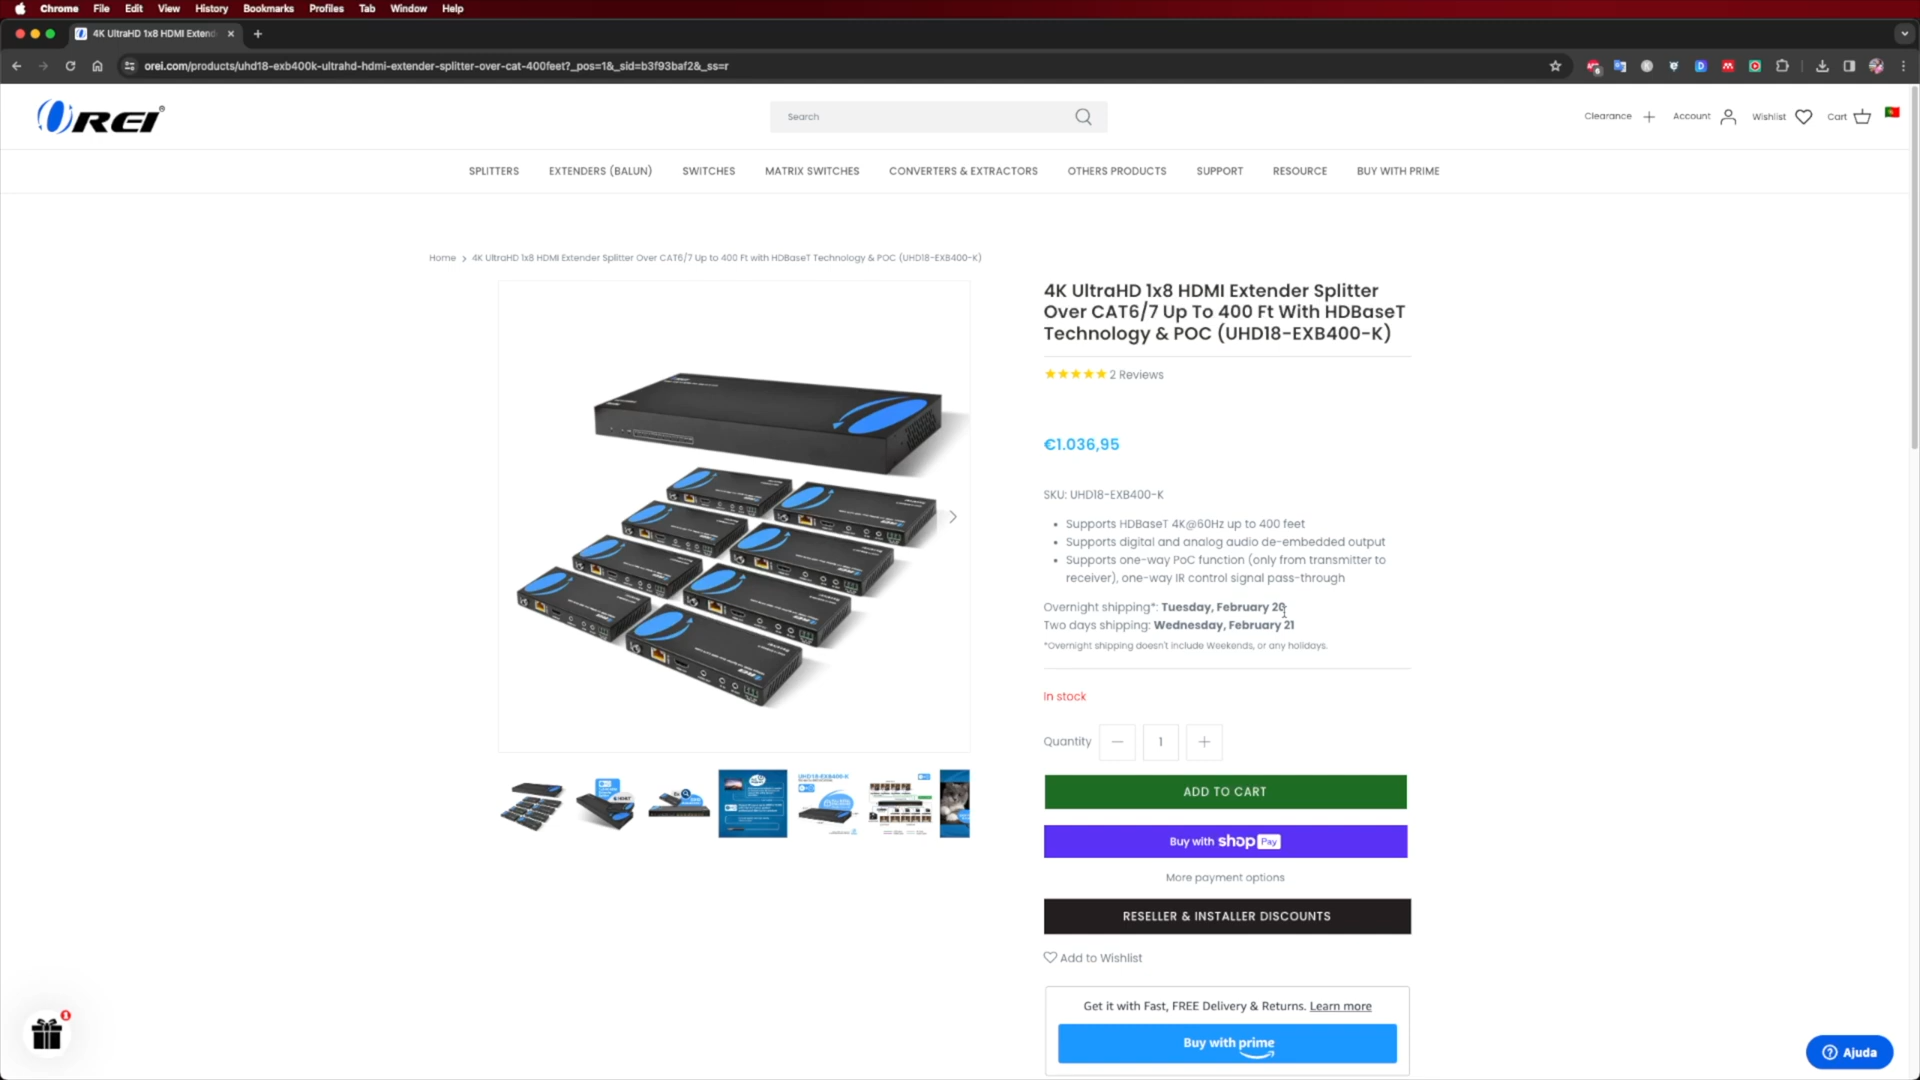 Chrome File Edit View History Bookmarks Profiles Tab Window Help
4K UltraHD 1x8 HDMI Extend
orei.com/products/uhd18-exb400k-ultrahd-hdmi-extender-splitter-over-cat-400feet?_pos=1&_sid=b3f93baf2&_ss=r
OREI
Search
Clearance Account Wishlist Cart
SPLITTERS EXTENDERS (BALUN) SWITCHES MATRIX SWITCHES CONVERTERS & EXTRACTORS OTHERS PRODUCTS SUPPORT RESOURCE BUY WITH PRIME
Home > 4K UltraHD 1x8 HDMI Extender Splitter Over CAT6/7 Up to 400 Ft with HDBaseT Technology & POC (UHD18-EXB400-K)
4K UltraHD 1x8 HDMI Extender Splitter
Over CAT6/7 Up To 400 Ft With HDBaseT
Technology & POC (UHD18-EXB400-K)
2 Reviews
€1.036,95
SKU: UHD18-EXB400-K
• Supports HDBaseT 4K@60Hz up to 400 feet
• Supports digital and analog audio de-embedded output
• Supports one-way PoC function (only from transmitter to
receiver), one-way IR control signal pass-through
Overnight shipping*: Tuesday, February 20
Two days shipping: Wednesday, February 21
*Overnight shipping doesn't include Weekends, or any holidays.
In stock
Quantity 1
ADD TO CART
Buy with shop Pay
More payment options
RESELLER & INSTALLER DISCOUNTS
Add to Wishlist
Get it with Fast, FREE Delivery & Returns. Learn more
Buy with prime
1
Ajuda